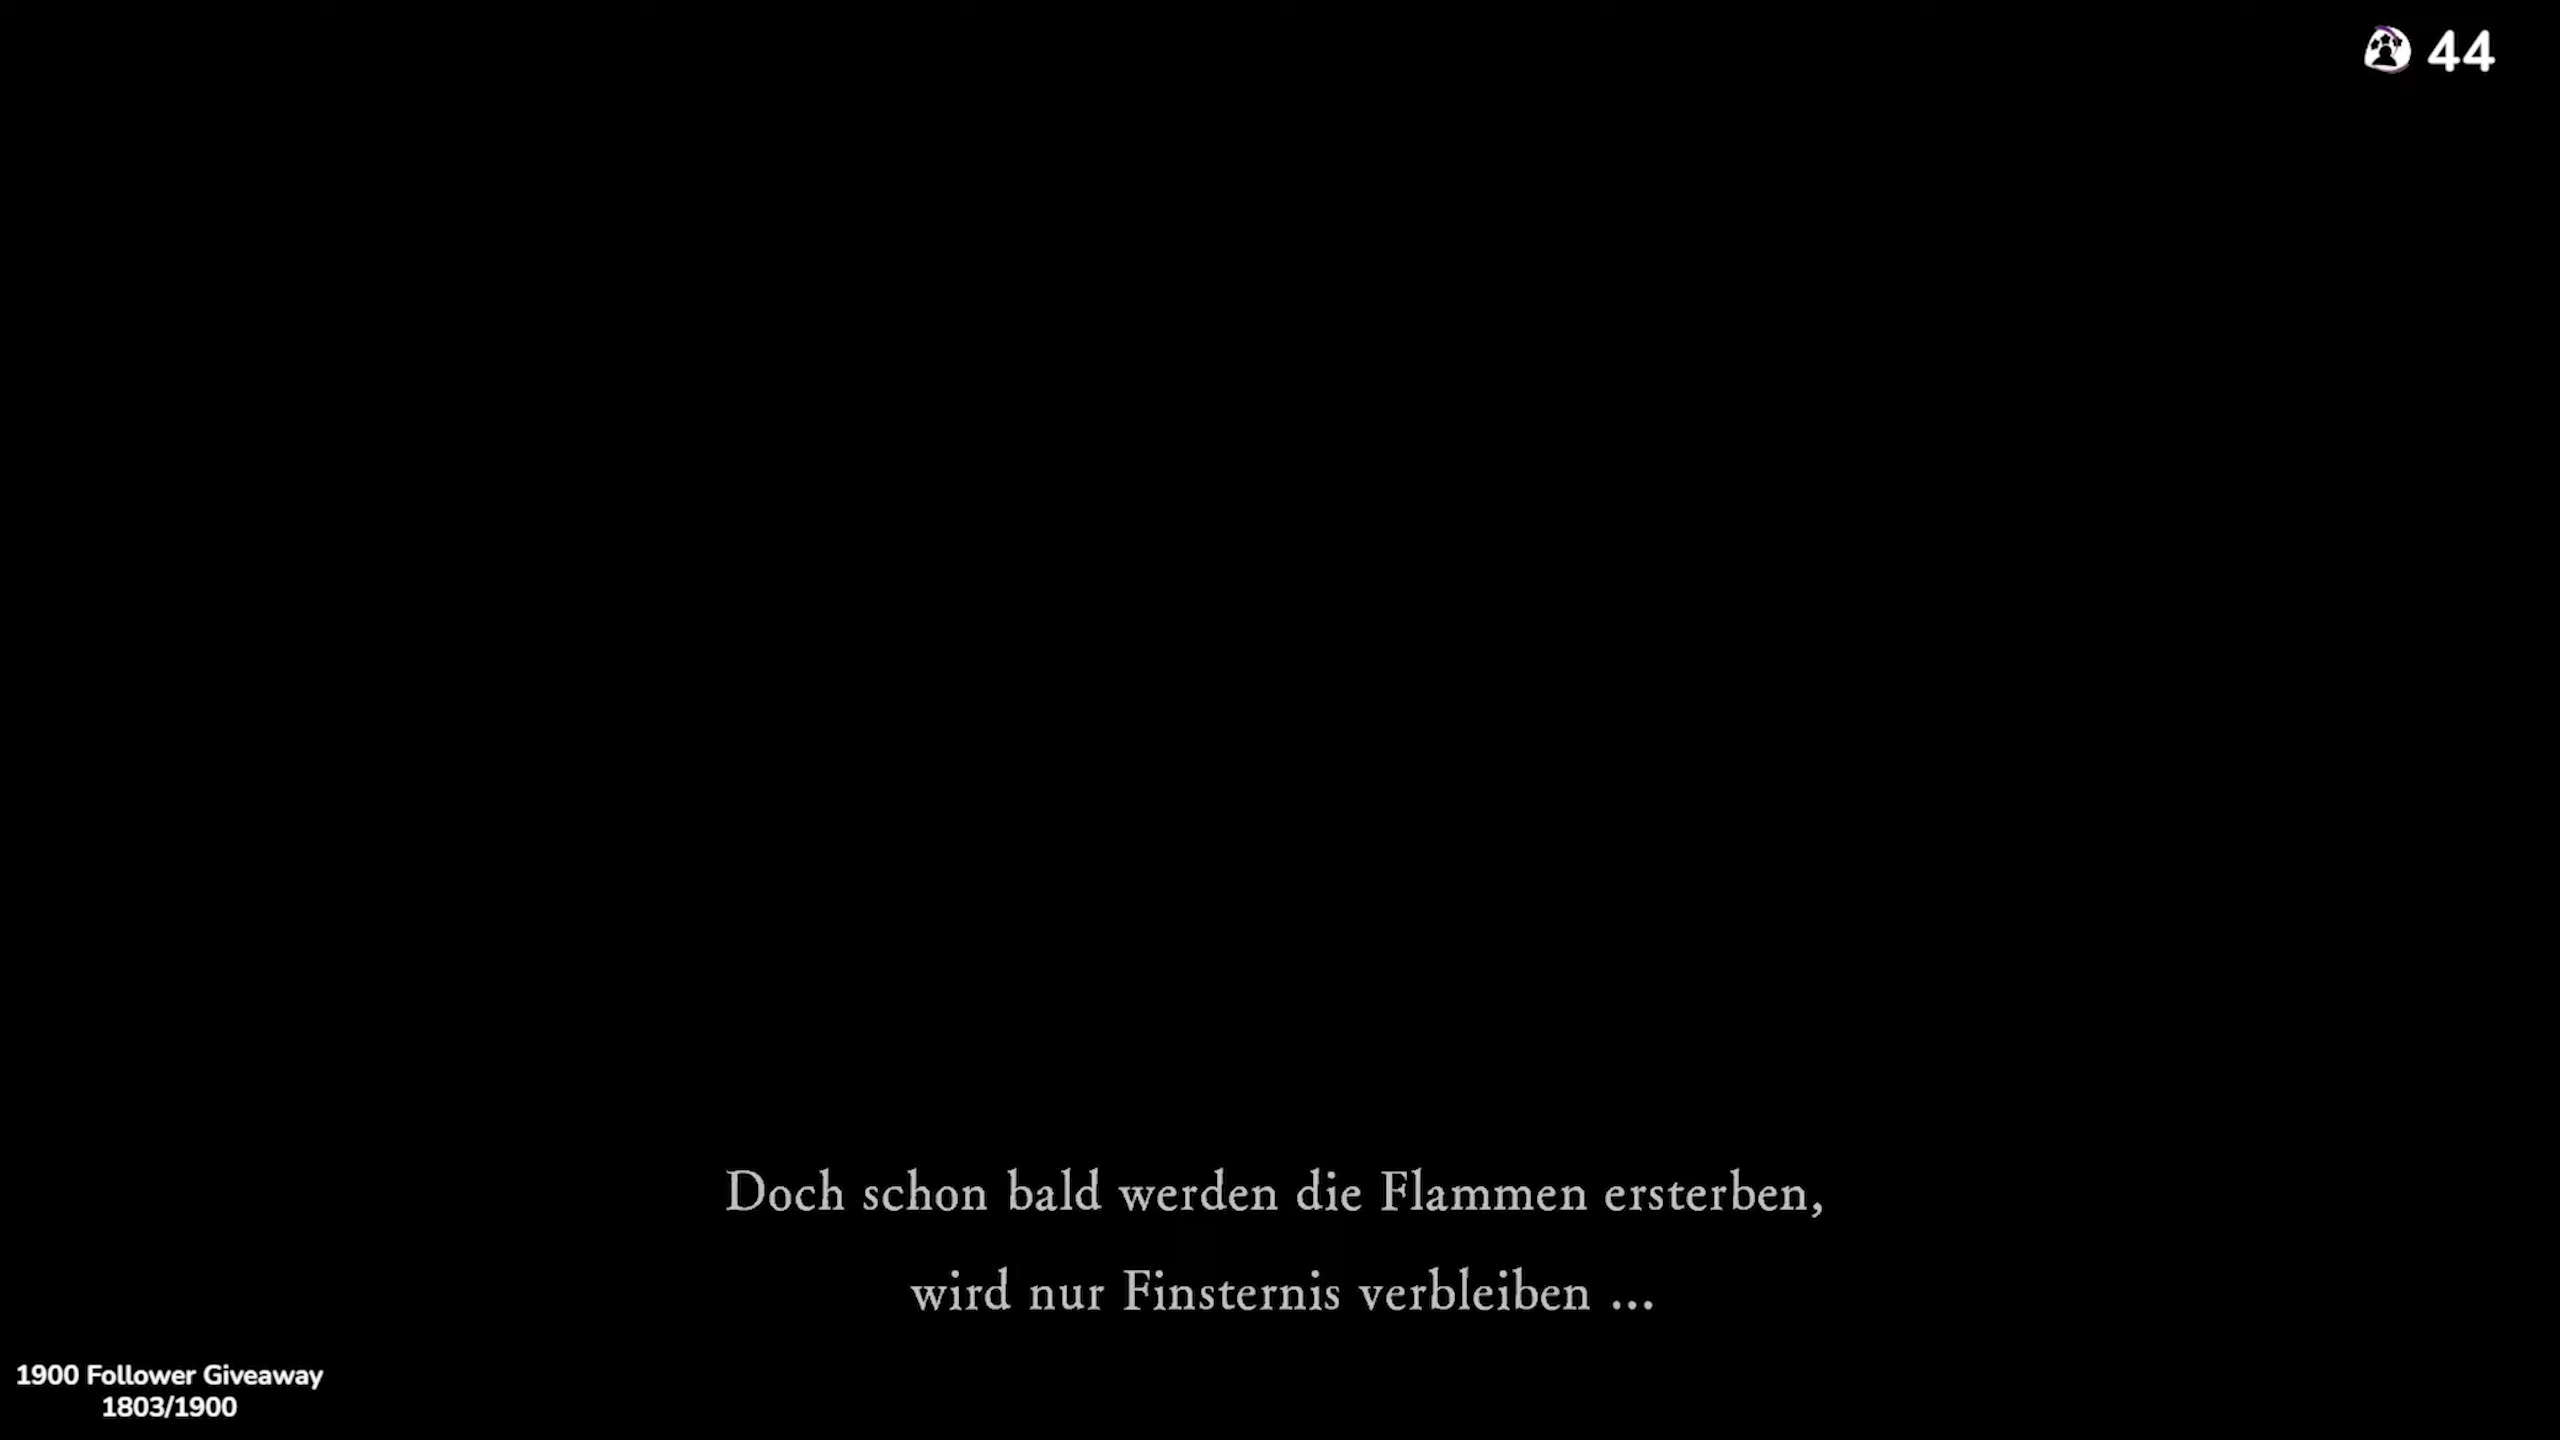 44
Doch schon bald werden die Flammen ersterben,
wird nur Finsternis verbleiben ...
1900 Follower Giveaway
1803/1900